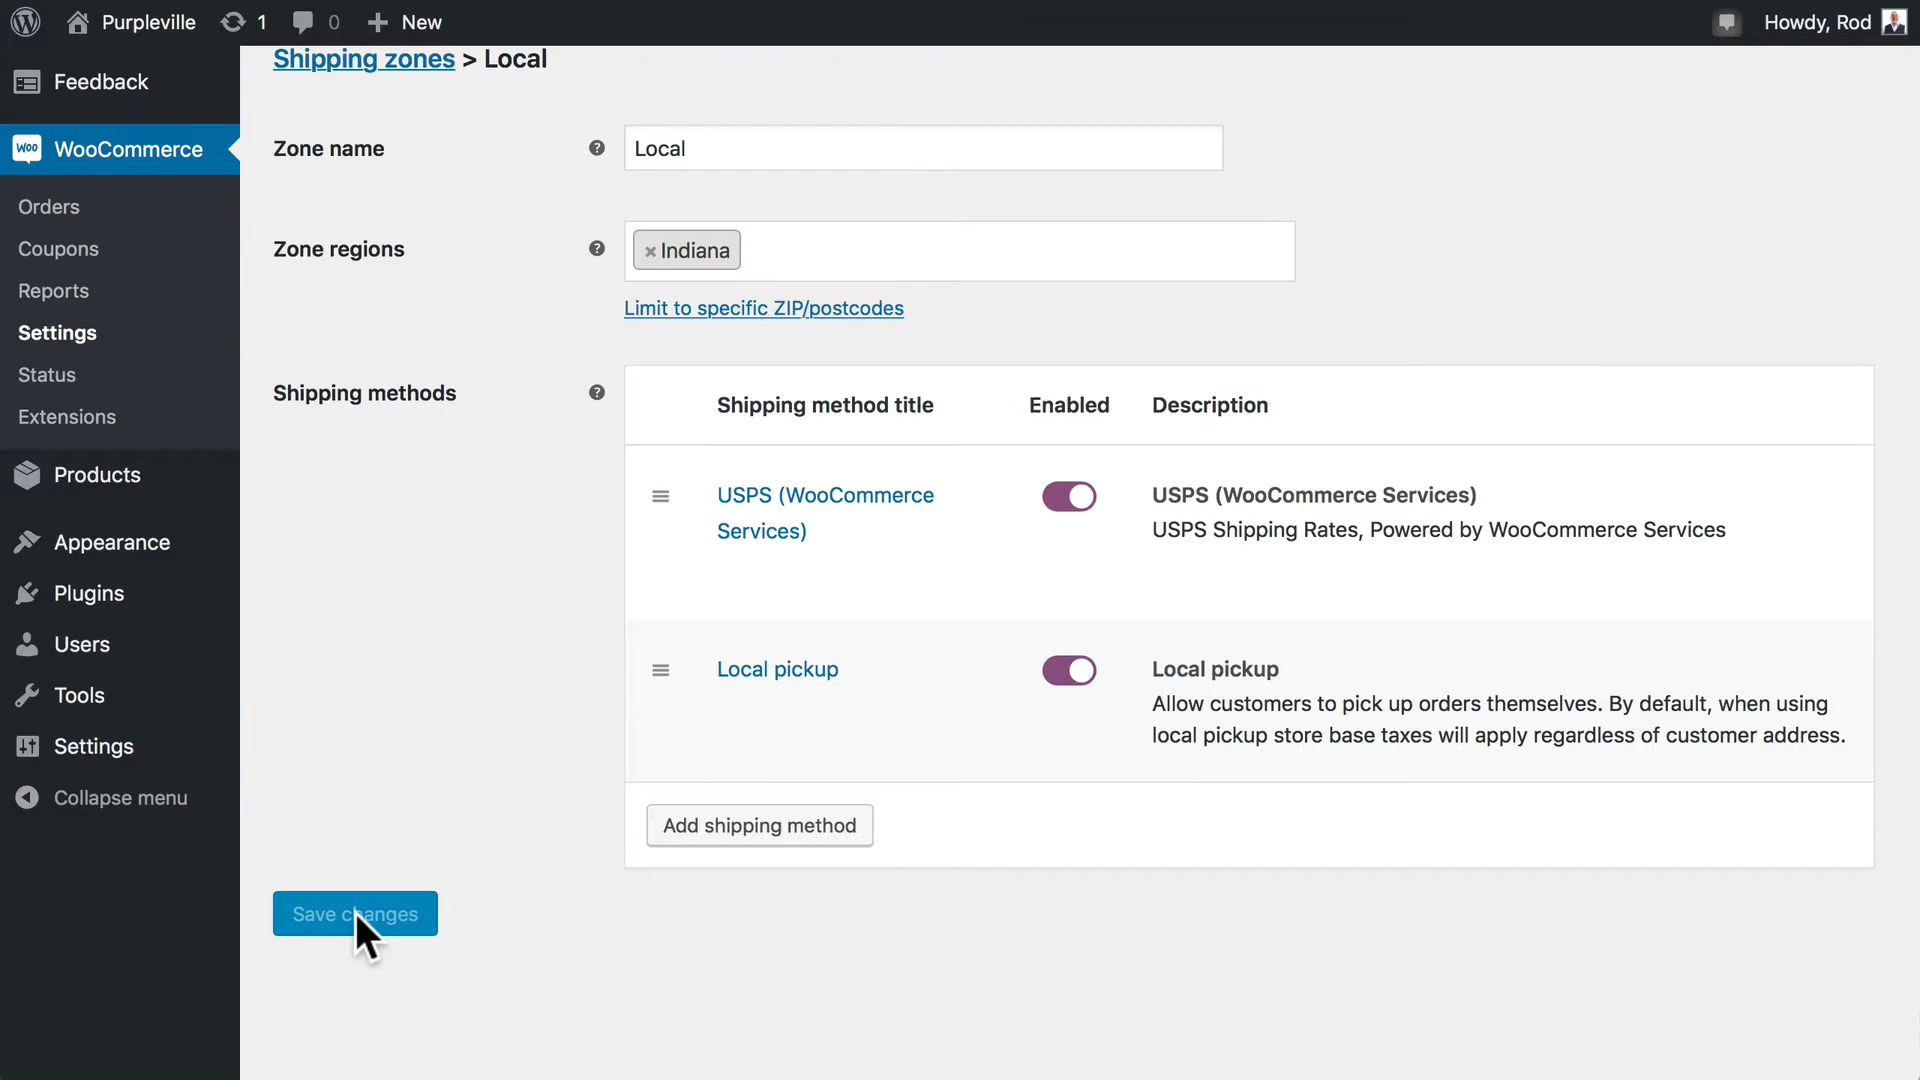 Purpleville 1 0 New Howdy, Rod
Feedback
WooCommerce
Orders
Coupons
Reports
Settings
Status
Extensions
Products
Appearance
Plugins
Users
Tools
Settings
Collapse menu
Shipping zones > Local
Zone name
Local
Zone regions
× Indiana
Limit to specific ZIP/postcodes
Shipping methods
Shipping method title Enabled Description
USPS (WooCommerce
Services)
USPS (WooCommerce Services)
USPS Shipping Rates, Powered by WooCommerce Services
Local pickup
Local pickup
Allow customers to pick up orders themselves. By default, when using
local pickup store base taxes will apply regardless of customer address.
Add shipping method
Save changes